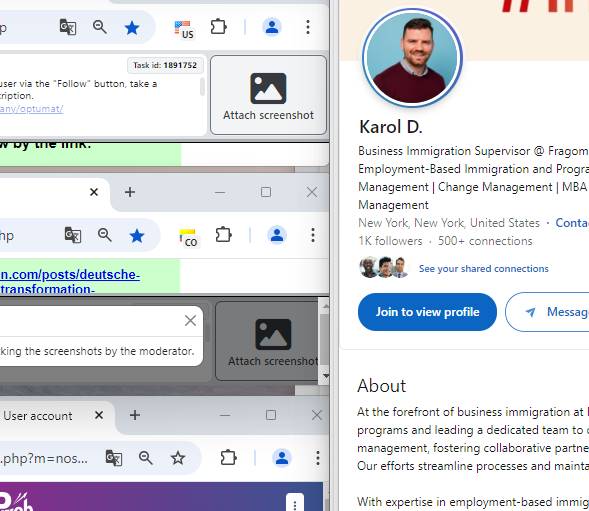 US
Task id: 1891752
user via the "Follow" button, take a
cription.
any/optumat/
Attach screenshot
w by the link:
hp
CO
n.com/posts/deutsche-
transformation-
king the screenshots by the moderator.
Attach screenshot
User account
.php?m=nos...
Karol D.
Business Immigration Supervisor @ Fragom
Employment-Based Immigration and Progra
Management | Change Management | MBA
Management
New York, New York, United States · Conta
1K followers · 500+ connections
See your shared connections
Join to view profile
Messag
About
At the forefront of business immigration at
programs and leading a dedicated team to
management, fostering collaborative partne
Our efforts streamline processes and mainta
With expertise in employment-based immig